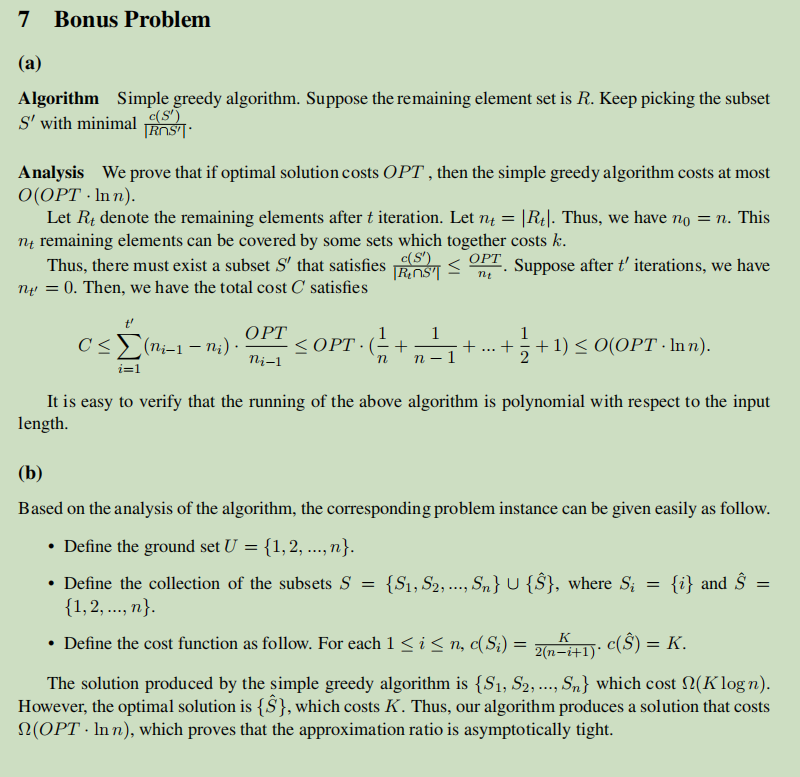 7 Bonus Problem
(a)
Algorithm Simple greedy algorithm. Suppose the remaining element set is $R$. Keep picking the subset
$S'$ with minimal $\frac{c(S')}{|R \cap S'|}$.
Analysis We prove that if optimal solution costs $OPT$ , then the simple greedy algorithm costs at most
$O(OPT \cdot \ln n)$.
Let $R_t$ denote the remaining elements after $t$ iteration. Let $n_t = |R_t|$. Thus, we have $n_0 = n$. This
$n_t$ remaining elements can be covered by some sets which together costs $k$.
Thus, there must exist a subset $S'$ that satisfies $\frac{c(S')}{|R_t \cap S'|} \leq \frac{OPT}{n_t}$. Suppose after $t'$ iterations, we have
$n_{t'} = 0$. Then, we have the total cost $C$ satisfies
$C \leq \sum_{i=1}^{t'} (n_{i-1} - n_i) \cdot \frac{OPT}{n_{i-1}} \leq OPT \cdot (\frac{1}{n} + \frac{1}{n-1} + ... + \frac{1}{2} + 1) \leq O(OPT \cdot \ln n).$
It is easy to verify that the running of the above algorithm is polynomial with respect to the input
length.
(b)
Based on the analysis of the algorithm, the corresponding problem instance can be given easily as follow.
• Define the ground set $U = \{1, 2, ..., n\}$.
• Define the collection of the subsets $S = \{S_1, S_2, ..., S_n\} \cup \{\hat{S}\}$, where $S_i = \{i\}$ and $\hat{S} =$
$\{1, 2, ..., n\}$.
• Define the cost function as follow. For each $1 \leq i \leq n$, $c(S_i) = \frac{K}{2(n-i+1)}$. $c(\hat{S}) = K$.
The solution produced by the simple greedy algorithm is $\{S_1, S_2, ..., S_n\}$ which cost $\Omega(K \log n)$.
However, the optimal solution is $\{\hat{S}\}$, which costs $K$. Thus, our algorithm produces a solution that costs
$\Omega(OPT \cdot \ln n)$, which proves that the approximation ratio is asymptotically tight.